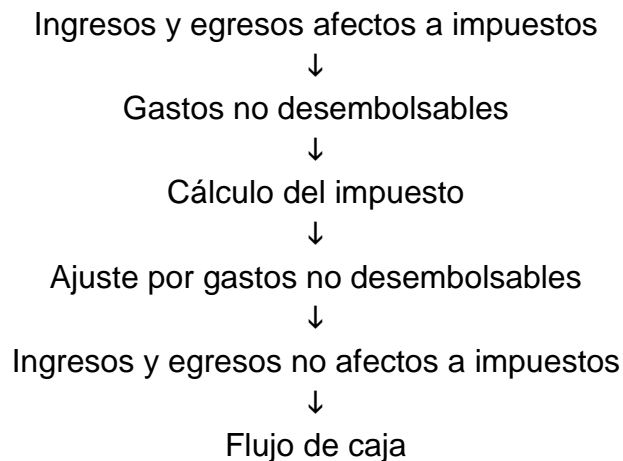 Ingresos y egresos afectos a impuestos
↓
Gastos no desembolsables
↓
Cálculo del impuesto
↓
Ajuste por gastos no desembolsables
↓
Ingresos y egresos no afectos a impuestos
↓
Flujo de caja